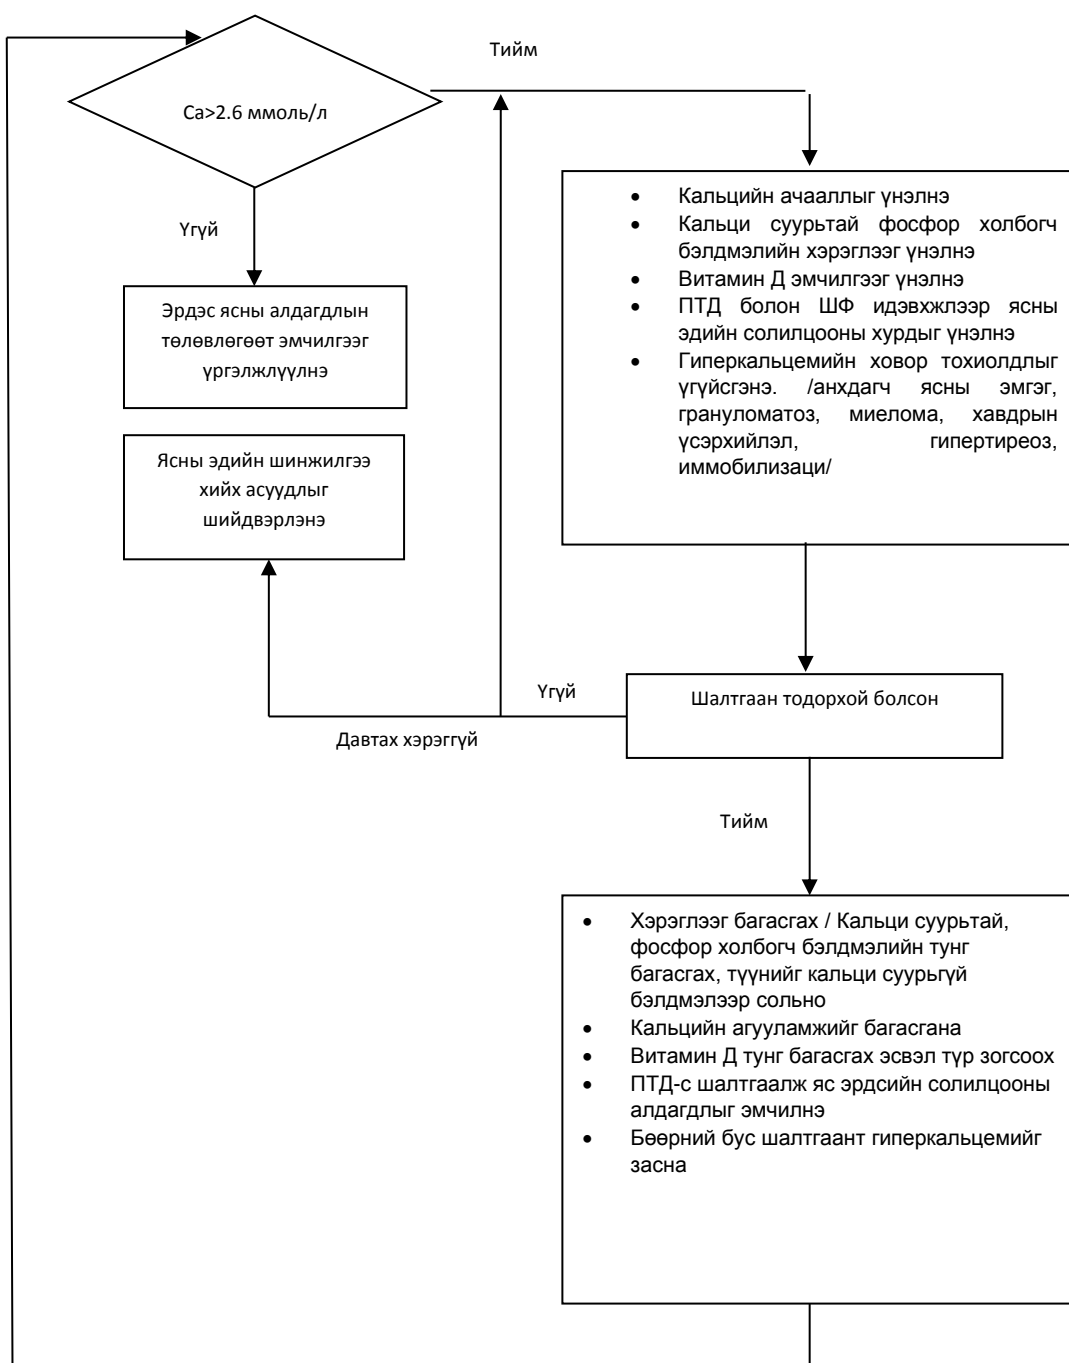 Тийм
Са>2.6 ммоль/л
Үгүй
Эрдэс ясны алдагдлын
төлөвлөгөөт эмчилгээг
үргэлжлүүлнэ
Ясны эдийн шинжилгээ
хийх асуудлыг
шийдвэрлэнэ
• Кальцийн ачааллыг үнэлнэ
• Кальци суурьтай фосфор холбогч
бэлдмэлийн хэрэглээг үнэлнэ
• Витамин Д эмчилгээг үнэлнэ
• ПТД болон ШФ идэвхжлээр ясны
эдийн солилцооны хурдыг үнэлнэ
• Гиперкальцемийн ховор тохиолдлыг
үгүйсгэнэ. /анхдагч ясны эмгэг,
грануломатоз, миелома, хавдрын
үсэрхийлэл, гипертиреоз,
иммобилизаци/
Шалтгаан тодорхой болсон
Үгүй
Давтах хэрэггүй
Тийм
• Хэрэглээг багасгах / Кальци суурьтай,
фосфор холбогч бэлдмэлийн тунг
багасгах, түүнийг кальци суурьгүй
бэлдмэлээр сольно
• Кальцийн агууламжийг багасгана
• Витамин Д тунг багасгах эсвэл түр зогсоох
• ПТД-с шалтгаалж яс эрдсийн солилцооны
алдагдлыг эмчилнэ
• Бөөрний бус шалтгаант гиперкальцемийг
засна